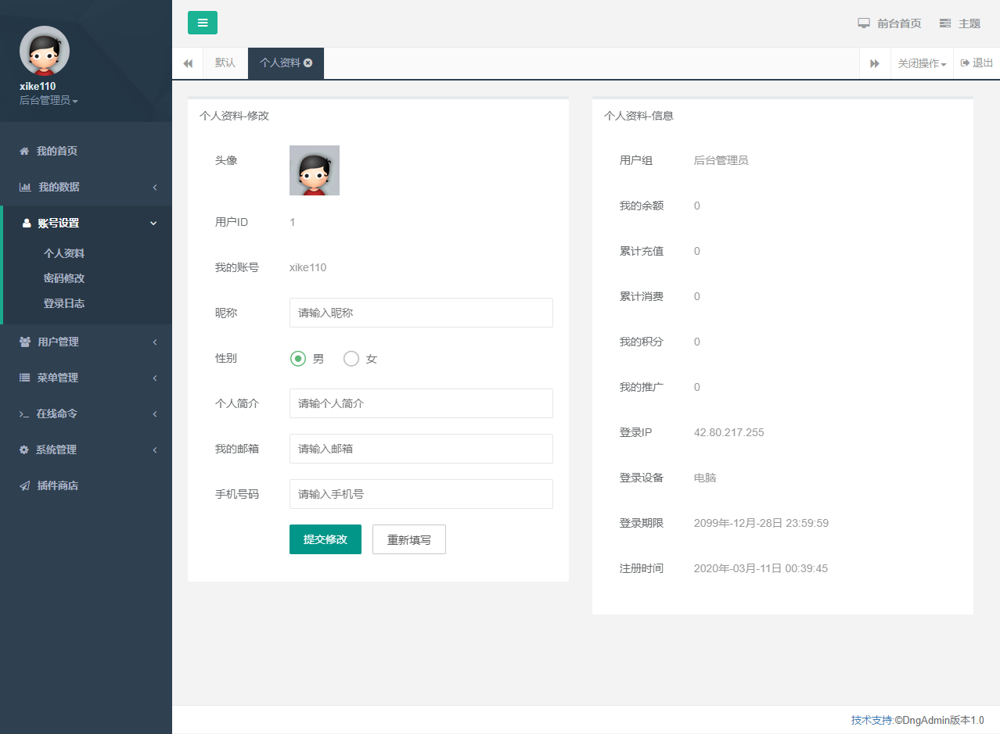 xike110
后台管理员
我的首页
我的数据
账号设置
个人资料
密码修改
登录日志
用户管理
菜单管理
在线命令
系统管理
插件商店
前台首页 主题
默认 个人资料 关闭操作 退出
个人资料-修改
头像
用户ID 1
我的账号 xike110
昵称 请输入昵称
性别 男 女
个人简介 请输个人简介
我的邮箱 请输入邮箱
手机号码 请输入手机号
提交修改 重新填写
个人资料-信息
用户组 后台管理员
我的余额 0
累计充值 0
累计消费 0
我的积分 0
我的推广 0
登录IP 42.80.217.255
登录设备 电脑
登录期限 2099年-12月-28日 23:59:59
注册时间 2020年-03月-11日 00:39:45
技术支持:©DngAdmin版本1.0